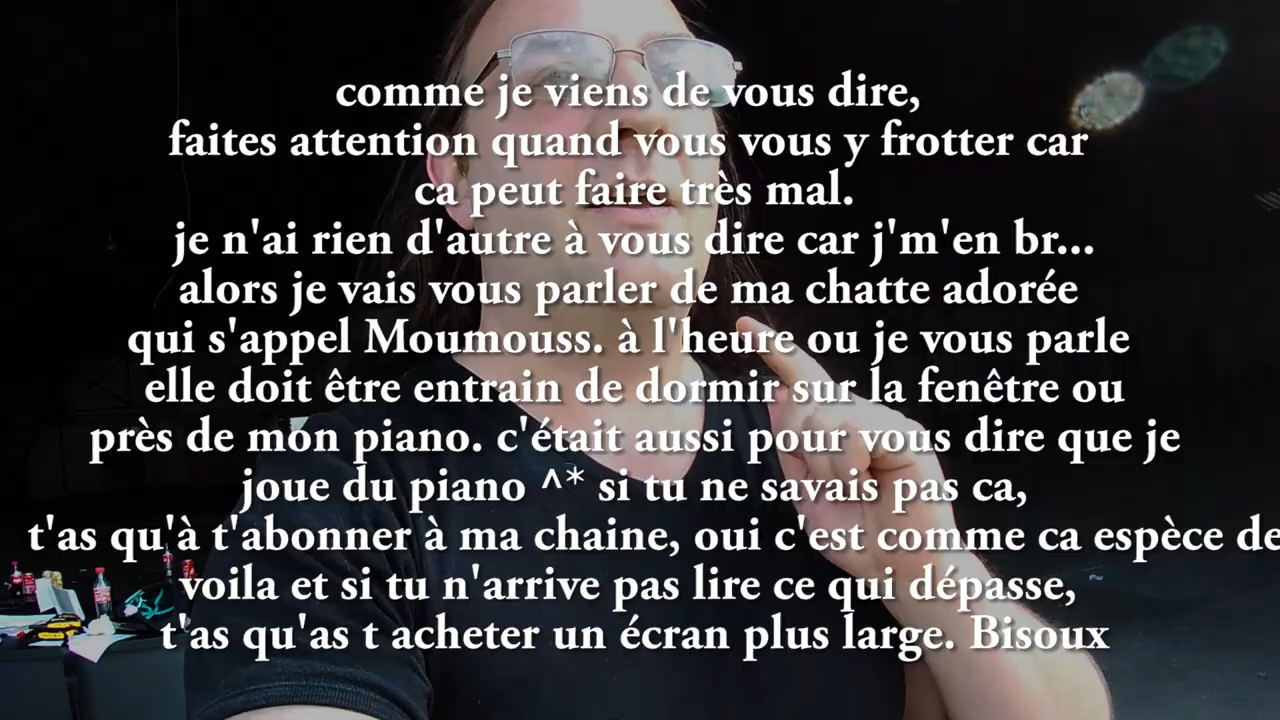 comme je viens de vous dire,
faites attention quand vous vous y frotter car
ca peut faire très mal.
je n'ai rien d'autre à vous dire car j'm'en br...
alors je vais vous parler de ma chatte adorée
qui s'appel Moumouss. à l'heure ou je vous parle
elle doit être entrain de dormir sur la fenêtre ou
près de mon piano. c'était aussi pour vous dire que je
joue du piano ^* si tu ne savais pas ca,
t'as qu'à t'abonner à ma chaine, oui c'est comme ca espèce de
voila et si tu n'arrive pas lire ce qui dépasse,
t'as qu'as t acheter un écran plus large. Bisoux